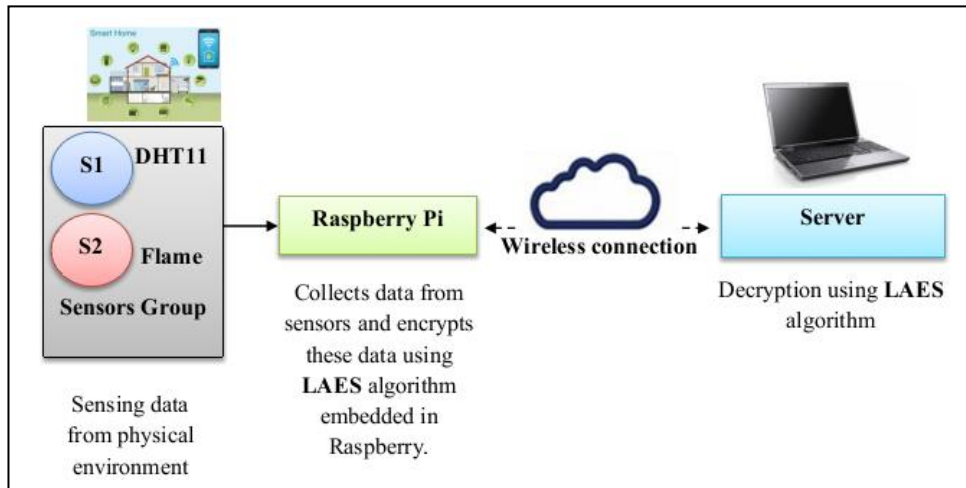 Smart Home
S1
DHT11
S2
Flame
Sensors Group
Sensing data
from physical
environment
Raspberry Pi
Collects data from
sensors and encrypts
these data using
LAES algorithm
embedded in
Raspberry.
Wireless connection
Server
Decryption using LAES
algorithm